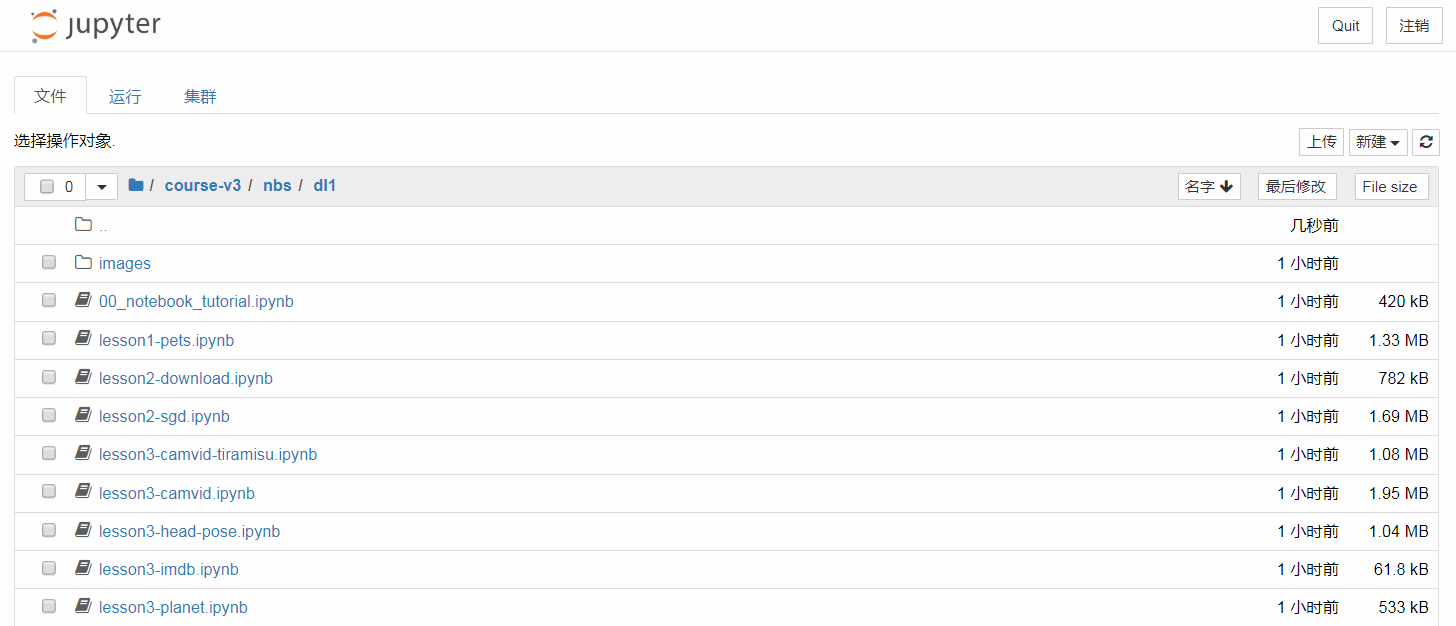 jupyter Quit 注销
文件 运行 集群
选择操作对象. 上传 新建
0 / course-v3 / nbs / dl1 名字 最后修改 File size
.. 几秒前
images 1 小时前
00_notebook_tutorial.ipynb 1 小时前 420 kB
lesson1-pets.ipynb 1 小时前 1.33 MB
lesson2-download.ipynb 1 小时前 782 kB
lesson2-sgd.ipynb 1 小时前 1.69 MB
lesson3-camvid-tiramisu.ipynb 1 小时前 1.08 MB
lesson3-camvid.ipynb 1 小时前 1.95 MB
lesson3-head-pose.ipynb 1 小时前 1.04 MB
lesson3-imdb.ipynb 1 小时前 61.8 kB
lesson3-planet.ipynb 1 小时前 533 kB